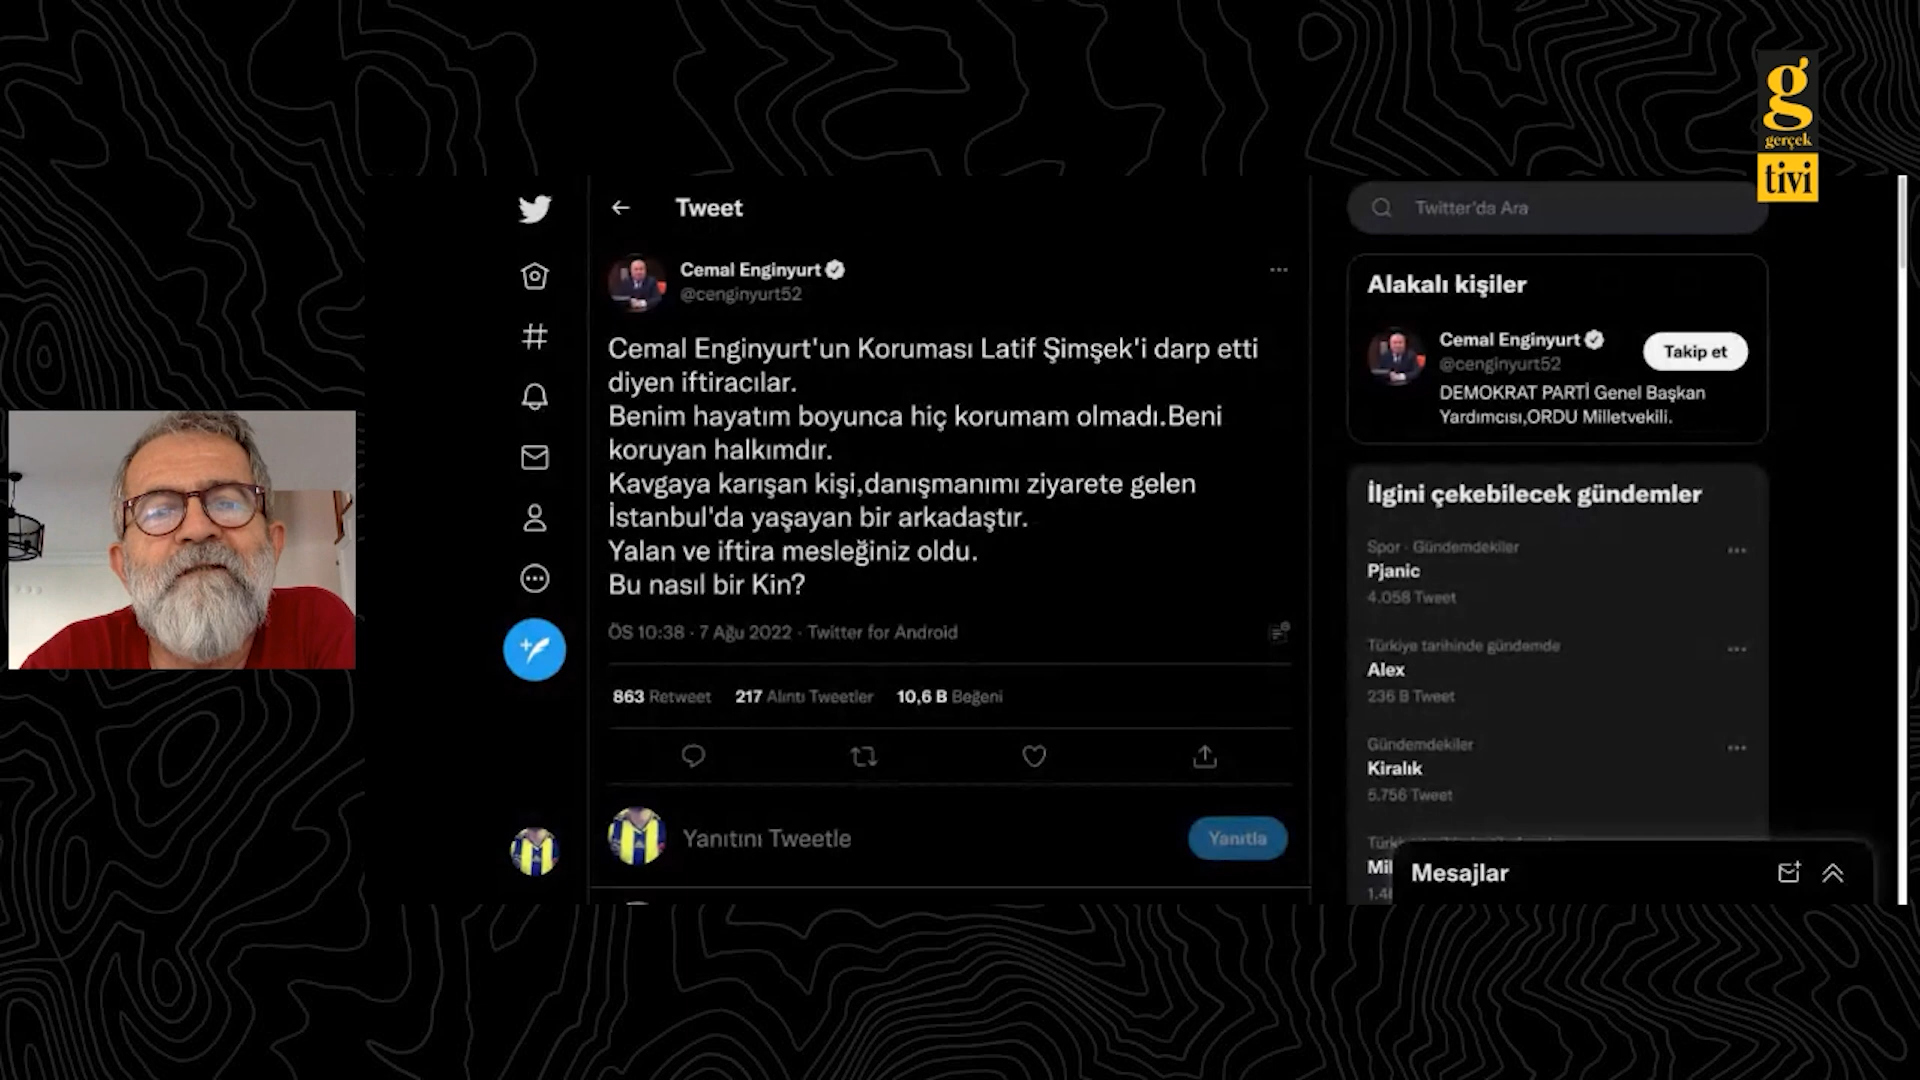 g
gerçek
tivi
Tweet
Cemal Enginyurt
@cenginyurt52
Cemal Enginyurt'un Koruması Latif Şimşek'i darp etti
diyen iftiracılar.
Benim hayatım boyunca hiç korumam olmadı.Beni
koruyan halkımdır.
Kavgaya karışan kişi,danışmanımı ziyarete gelen
İstanbul'da yaşayan bir arkadaştır.
Yalan ve iftira mesleğiniz oldu.
Bu nasıl bir Kin?
ÖS 10:38 · 7 Ağu 2022 · Twitter for Android
863 Retweet 217 Alıntı Tweetler 10,6 B Beğeni
Yanıtını Tweetle
Yanıtla
Twitter'da Ara
Alakalı kişiler
Cemal Enginyurt
@cenginyurt52
Takip et
DEMOKRAT PARTİ Genel Başkan
Yardımcısı,ORDU Milletvekili.
İlgini çekebilecek gündemler
Spor · Gündemdekiler
Pjanic
4.058 Tweet
Türkiye tarihinde gündemde
Alex
236 B Tweet
Gündemdekiler
Kiralık
5.756 Tweet
Mesajlar